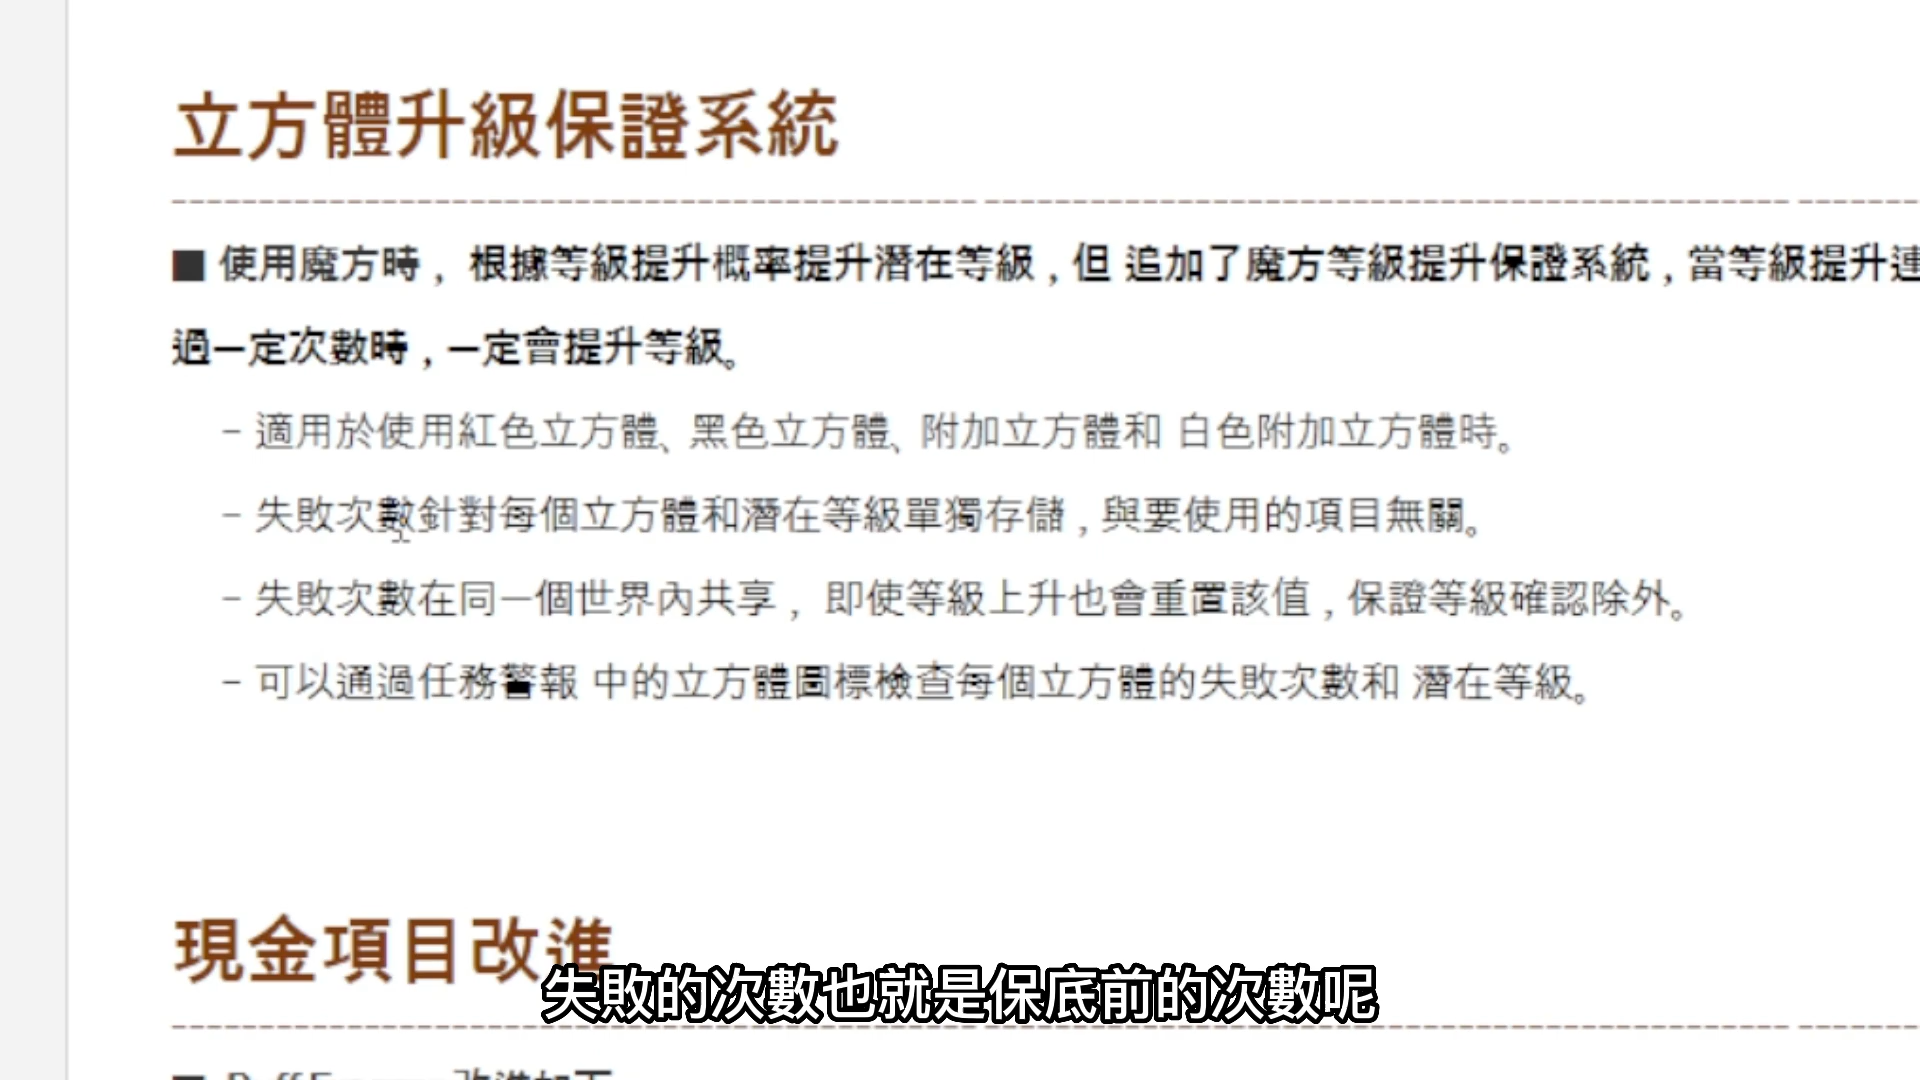 立方體升級保證系統
■ 使用魔方時，根據等級提升概率提升潛在等級，但 追加了魔方等級提升保證系統，當等級提升連
過一定次數時，一定會提升等級。
– 適用於使用紅色立方體、黑色立方體、附加立方體和 白色附加立方體時。
– 失敗次數針對每個立方體和潛在等級單獨存儲，與要使用的項目無關。
– 失敗次數在同一個世界內共享，即使等級上升也會重置該值，保證等級確認除外。
– 可以通過任務警報 中的立方體圖標檢查每個立方體的失敗次數和 潛在等級。
現金項目改進
失敗的次數也就是保底前的次數呢